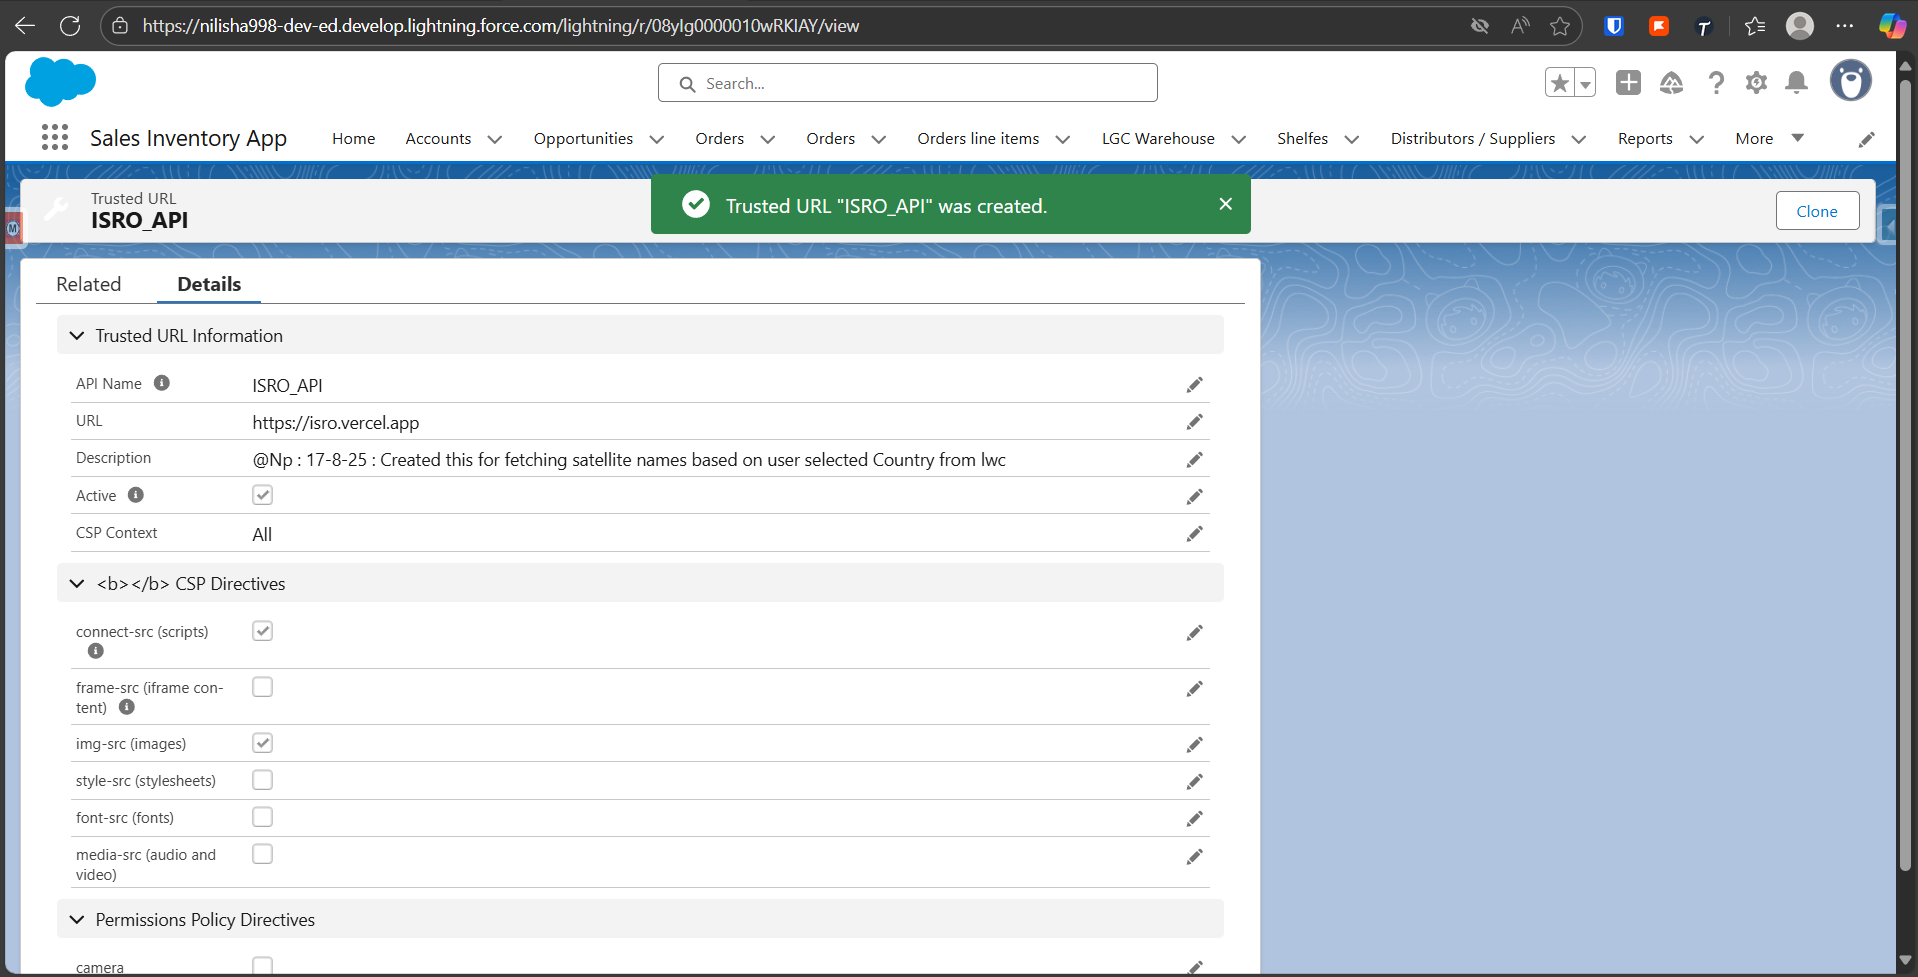 https://nilisha998-dev-ed.develop.lightning.force.com/lightning/r/08yIg0000010wRKIAY/view
Search...
Sales Inventory App Home Accounts Opportunities Orders Orders Orders line items LGC Warehouse Shelfes Distributors / Suppliers Reports More
Trusted URL
ISRO_API
Trusted URL "ISRO_API" was created.
Clone
Related Details
Trusted URL Information
API Name ISRO_API
URL https://isro.vercel.app
Description @Np : 17-8-25 : Created this for fetching satellite names based on user selected Country from lwc
Active
CSP Context All
<b></b> CSP Directives
connect-src (scripts)
frame-src (iframe con-
tent)
img-src (images)
style-src (stylesheets)
font-src (fonts)
media-src (audio and
video)
Permissions Policy Directives
camera